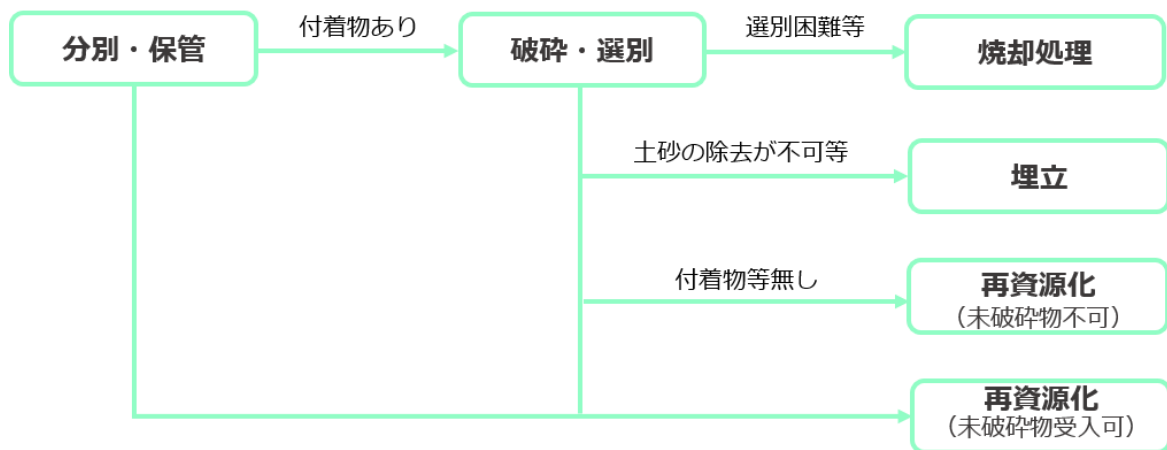 分別・保管
付着物あり
破砕・選別
選別困難等
焼却処理
土砂の除去が不可等
埋立
付着物等無し
再資源化
（未破砕物不可）
再資源化
（未破砕物受入可）